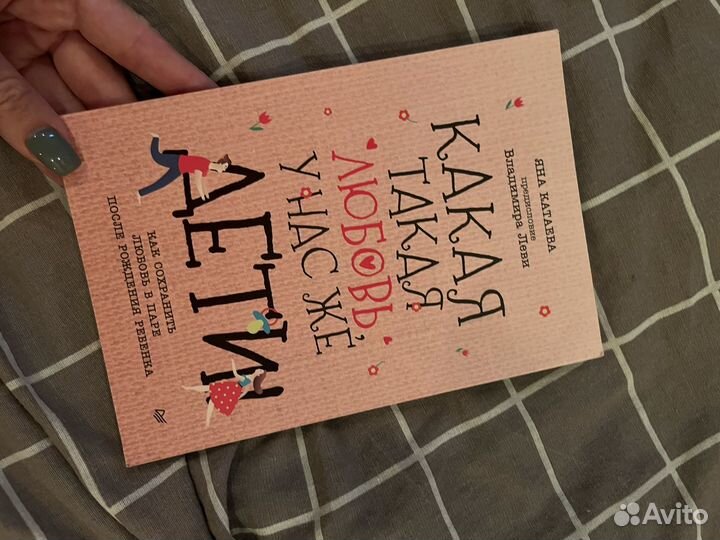 ЯНА КАТАЕВА
предисловие
Владимира Леви
КАКАЯ
ТАКАЯ
ЛЮБОВЬ,
У НАС ЖЕ
ДЕТИ!
КАК СОХРАНИТЬ
ЛЮБОВЬ В ПАРЕ
ПОСЛЕ РОЖДЕНИЯ РЕБЕНКА
Avito